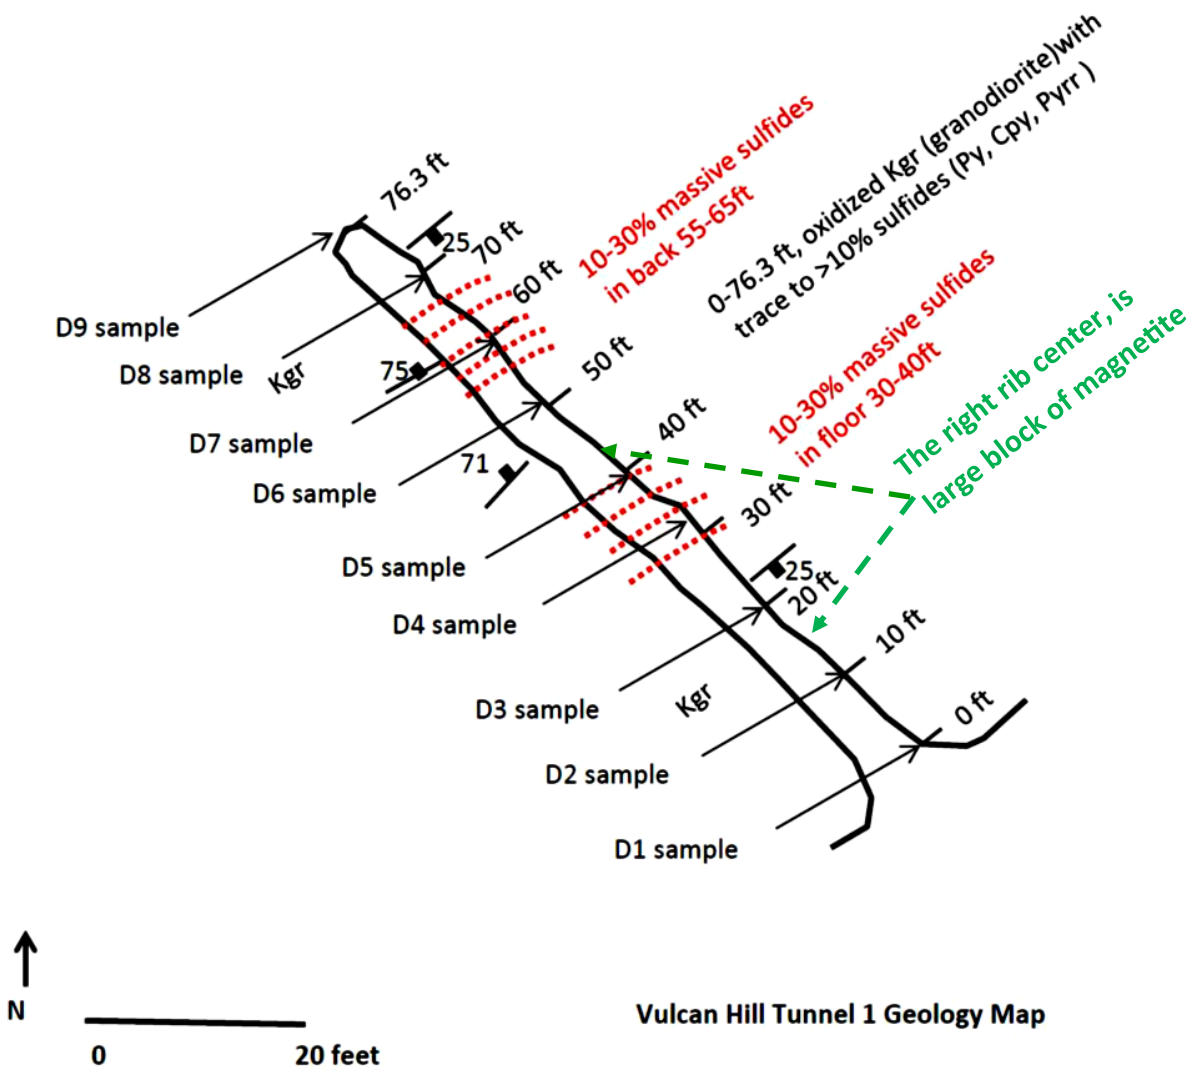 76.3 ft
25
70 ft
60 ft
10-30% massive sulfides
in back 55-65ft
0-76.3 ft, oxidized Kgr (granodiorite)with
trace to >10% sulfides (Py, Cpy, Pyrr )
D9 sample
D8 sample
Kgr
75
50 ft
10-30% massive sulfides
in floor 30-40ft
The right rib center, is
large block of magnetite
D7 sample
40 ft
D6 sample
71
30 ft
D5 sample
25
20 ft
D4 sample
10 ft
D3 sample
Kgr
0 ft
D2 sample
D1 sample
N
0
20 feet
Vulcan Hill Tunnel 1 Geology Map